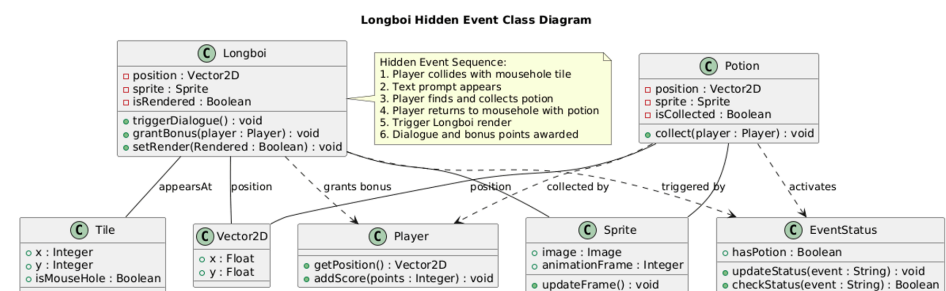 Longboi Hidden Event Class Diagram
C Longboi
position : Vector2D
sprite : Sprite
isRendered : Boolean
triggerDialogue() : void
grantBonus(player : Player) : void
setRender(Rendered : Boolean) : void
Hidden Event Sequence:
1. Player collides with mousehole tile
2. Text prompt appears
3. Player finds and collects potion
4. Player returns to mousehole with potion
5. Trigger Longboi render
6. Dialogue and bonus points awarded
C Potion
position : Vector2D
sprite : Sprite
isCollected : Boolean
collect(player : Player) : void
appearsAt
position
grants bonus
position
collected by
triggered by
activates
C Tile
x : Integer
y : Integer
isMouseHole : Boolean
C Vector2D
x : Float
y : Float
C Player
getPosition() : Vector2D
addScore(points : Integer) : void
C Sprite
image : Image
animationFrame : Integer
updateFrame() : void
C EventStatus
hasPotion : Boolean
updateStatus(event : String) : void
checkStatus(event : String) : Boolean